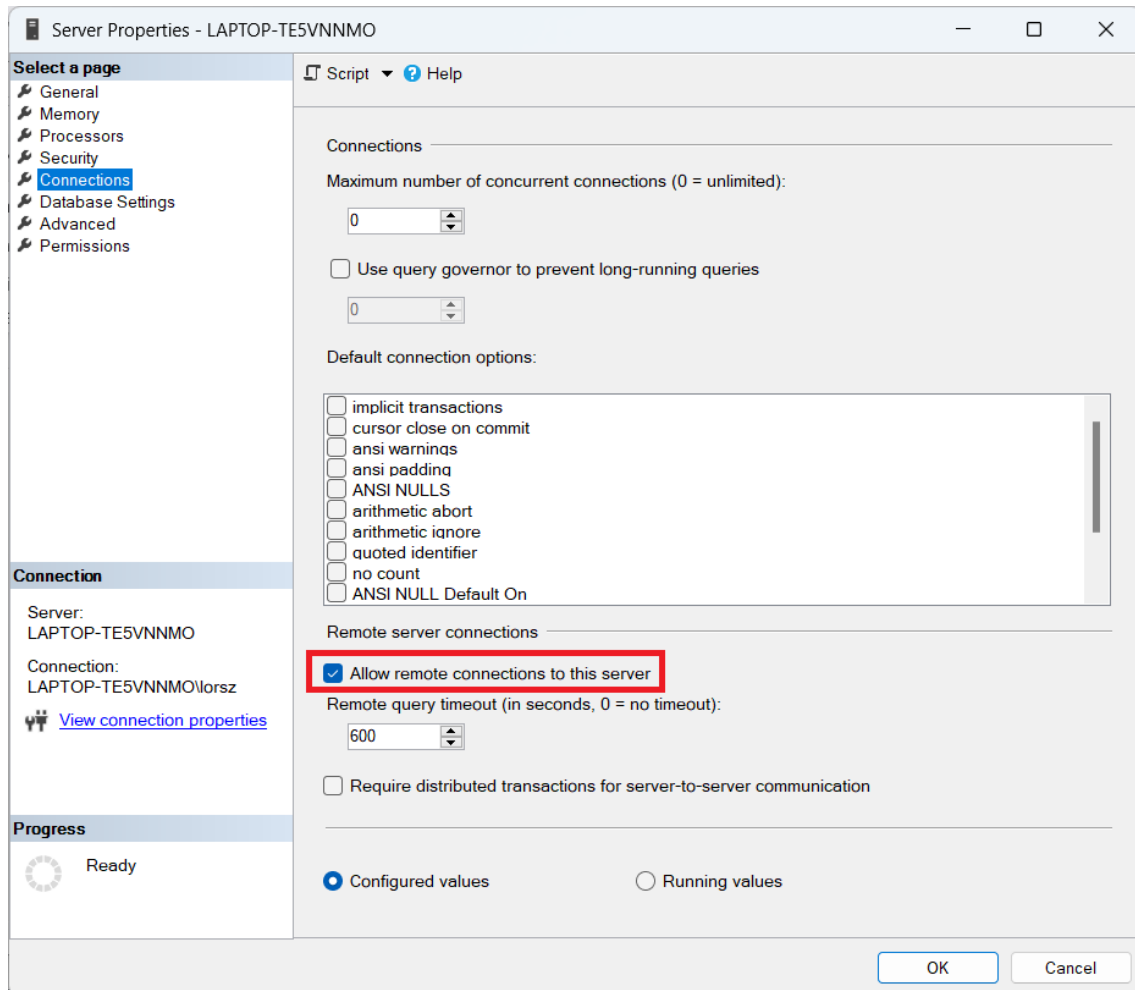 Server Properties - LAPTOP-TE5VNNMO
Select a page
General
Memory
Processors
Security
Connections
Database Settings
Advanced
Permissions
Connection
Server:
LAPTOP-TE5VNNMO
Connection:
LAPTOP-TE5VNNMO\lorsz
View connection properties
Progress
Ready
Script
Help
Connections
Maximum number of concurrent connections (0 = unlimited):
0
Use query governor to prevent long-running queries
0
Default connection options:
implicit transactions
cursor close on commit
ansi warnings
ansi padding
ANSI NULLS
arithmetic abort
arithmetic ignore
quoted identifier
no count
ANSI NULL Default On
Remote server connections
Allow remote connections to this server
Remote query timeout (in seconds, 0 = no timeout):
600
Require distributed transactions for server-to-server communication
Configured values
Running values
OK
Cancel